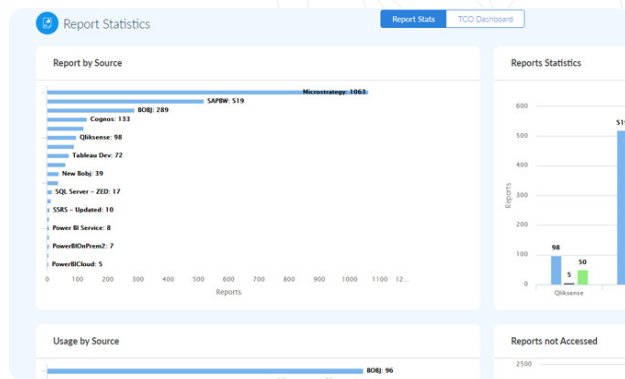 Report Statistics
Report Stats
TCO Dashboard
Report by Source
Microstrategy: 1063
SAPBW: 519
BOBJ: 289
Cognos: 133
Qliksense: 98
Tableau Dev: 72
New Bobj: 39
SQL Server - ZED: 17
SSRS - Updated: 10
Power BI Service: 8
PowerBIOnPrem2: 7
PowerBICloud: 5
0 100 200 300 400 500 600 700 800 900 1000 1100 12...
Reports
Reports Statistics
600
500
400
300
200
100
0
Reports
98
5
50
519
Qliksense
Usage by Source
BOBJ: 96
Reports not Accessed
2500